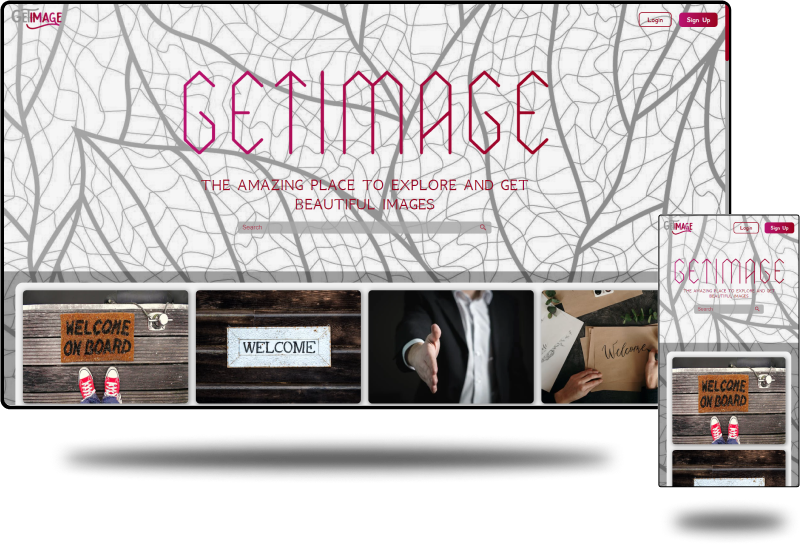 GETIMAGE
Login
Sign Up
GETIMAGE
THE AMAZING PLACE TO EXPLORE AND GET
BEAUTIFUL IMAGES
Search
WELCOME
ON BOARD
WELCOME
Welcome
GETIMAGE
Login
Sign Up
GETIMAGE
THE AMAZING PLACE TO EXPLORE AND GET
BEAUTIFUL IMAGES
Search
WELCOME
ON BOARD